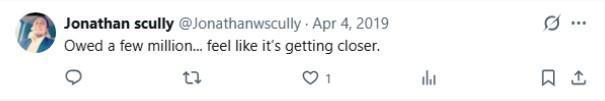 Jonathan scully @Jonathanwscully · Apr 4, 2019
Owed a few million... feel like it's getting closer.
1